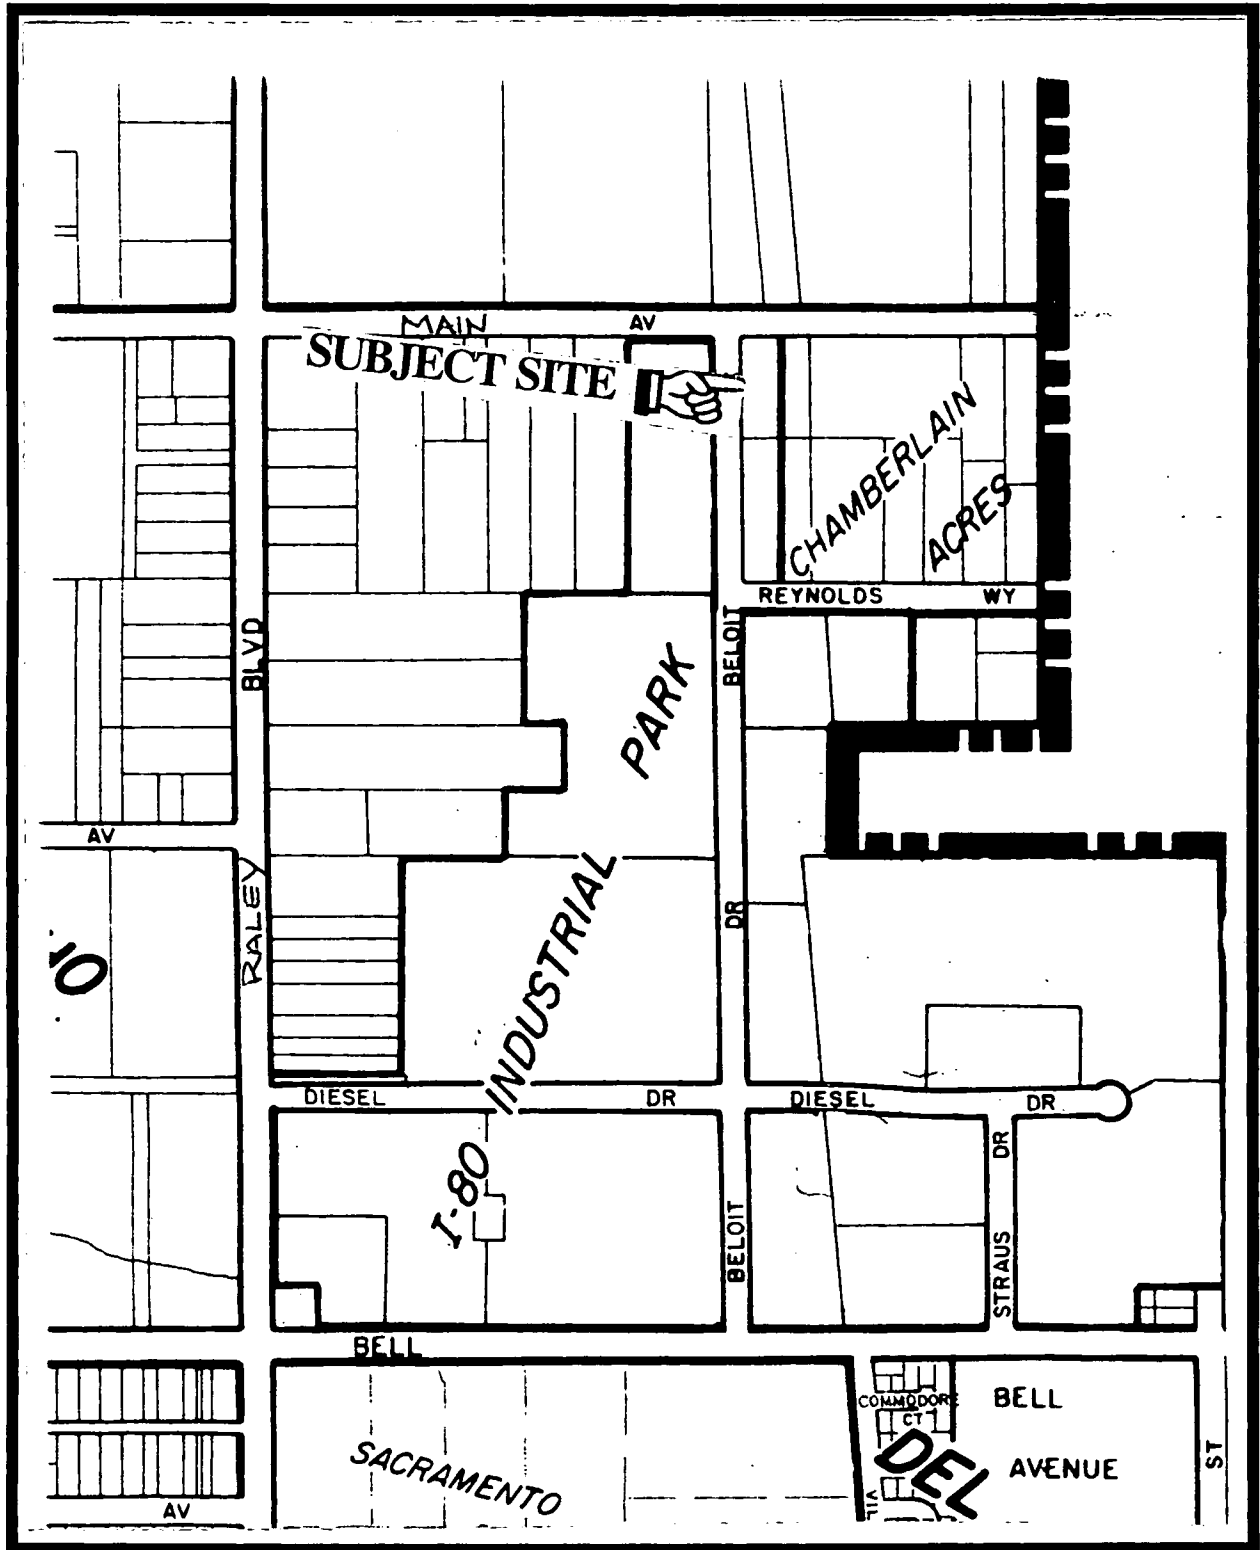 MAIN AV
SUBJECT SITE
CHAMBERLAIN
ACRES
REYNOLDS WY
BLVD
BELOIT
PARK
AV
RALEY
DR
INDUSTRIAL
DIESEL DR
DIESEL DR
DR
I-80
BELOIT
STRAUS
BELL
COMMODORE
CT
BELL
DEL
AVENUE
ST
SACRAMENTO
AV